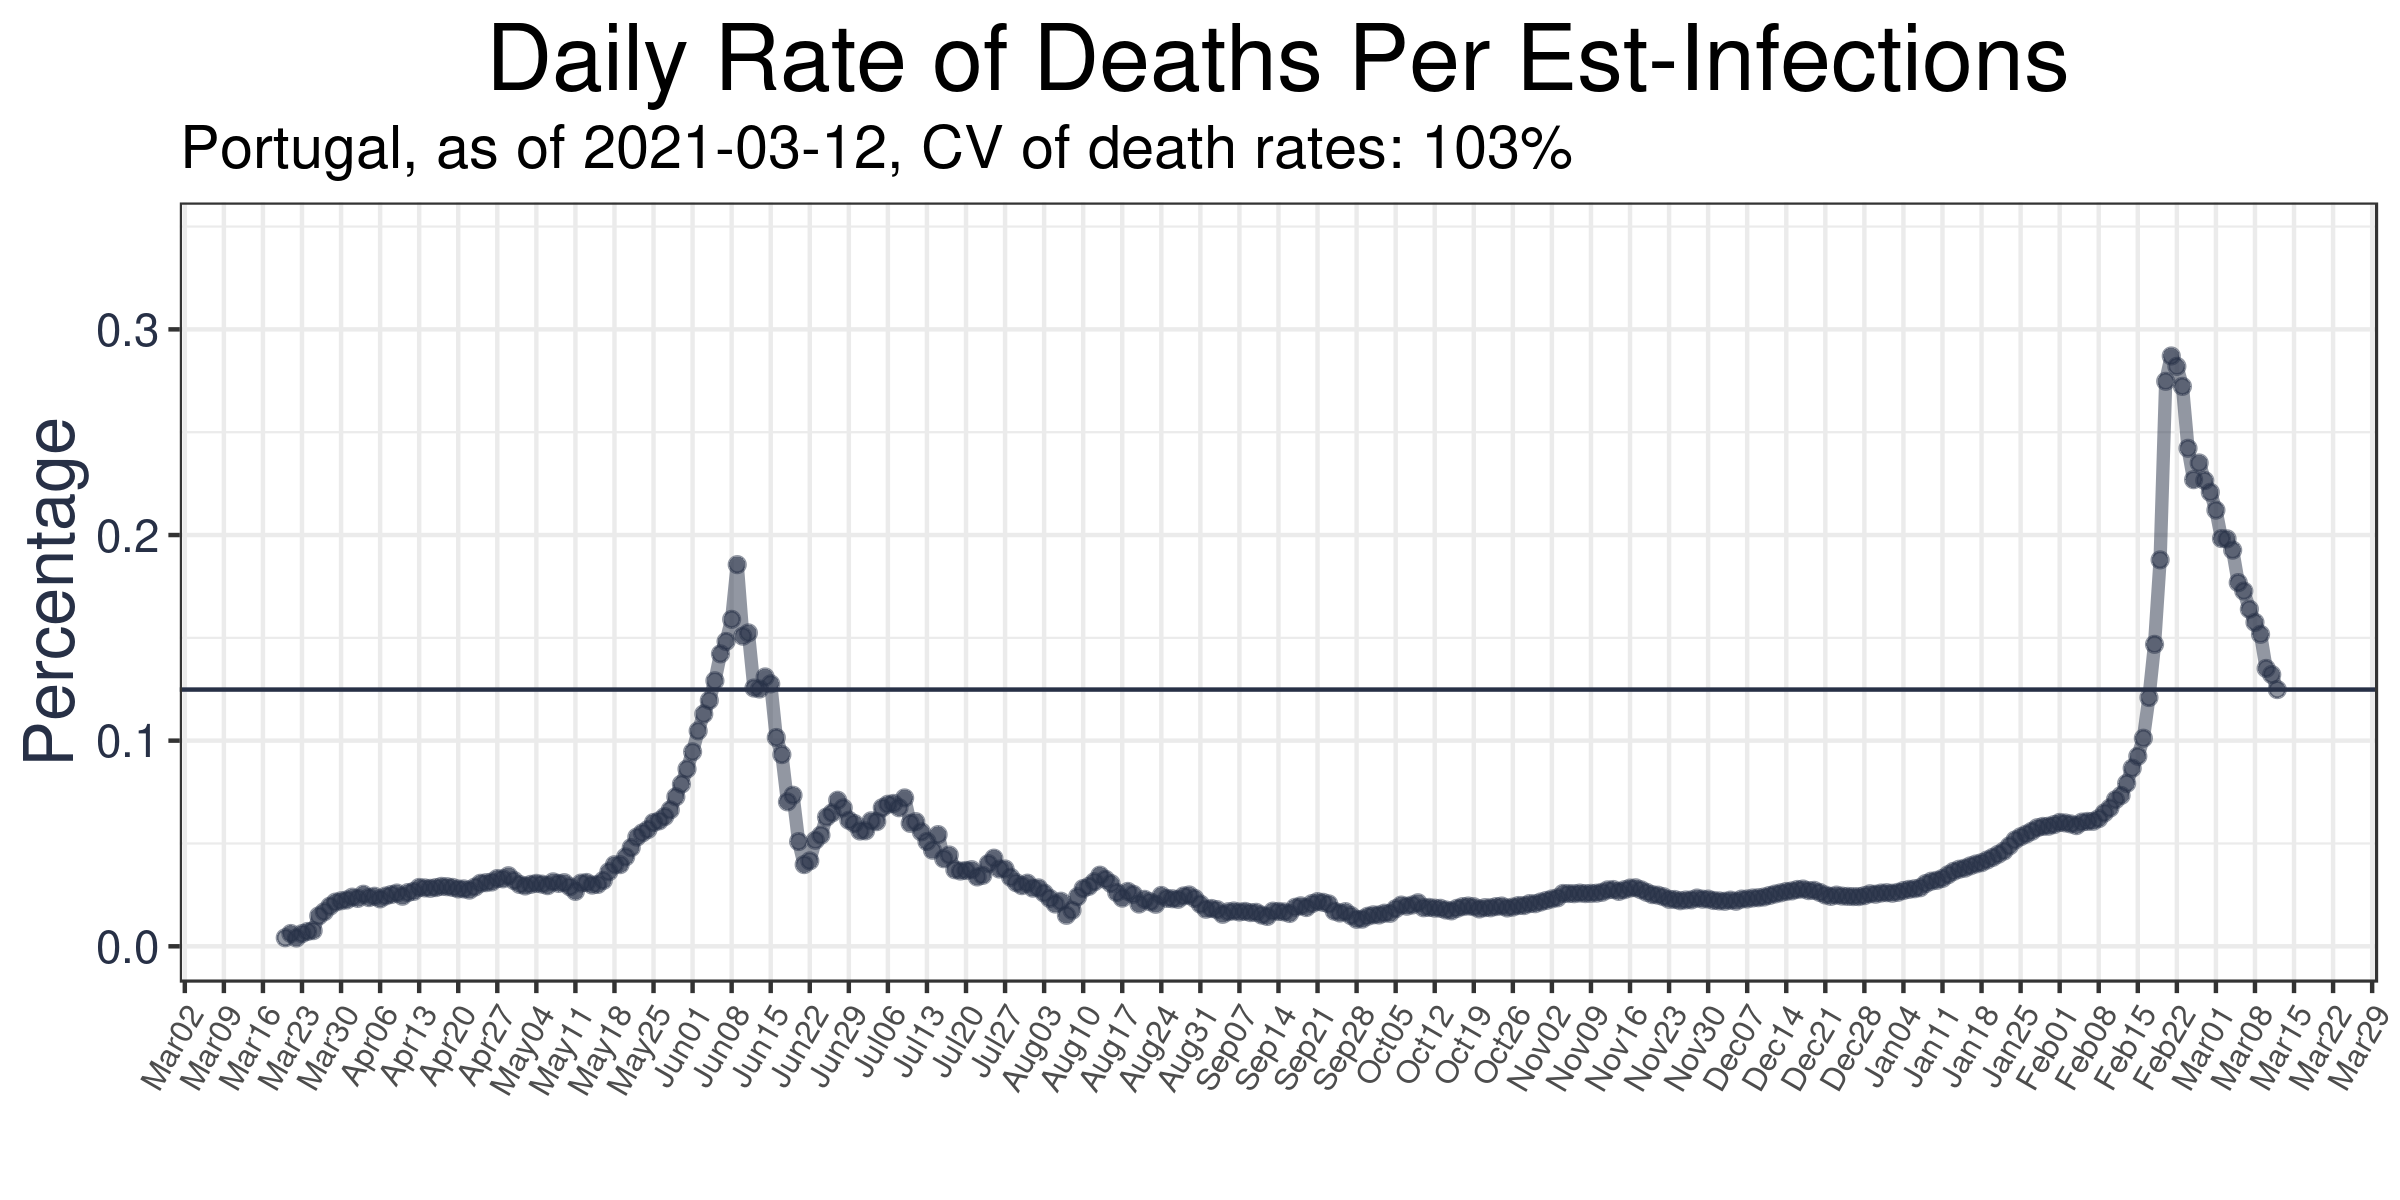 Daily Rate of Deaths Per Est-Infections
Portugal, as of 2021-03-12, CV of death rates: 103%
Percentage
0.3
0.2
0.1
0.0
Mar02
Mar09
Mar16
Mar23
Mar30
Apr06
Apr13
Apr20
Apr27
May04
May11
May18
May25
Jun01
Jun08
Jun15
Jun22
Jun29
Jul06
Jul13
Jul20
Jul27
Aug03
Aug10
Aug17
Aug24
Aug31
Sep07
Sep14
Sep21
Sep28
Oct05
Oct12
Oct19
Oct26
Nov02
Nov09
Nov16
Nov23
Nov30
Dec07
Dec14
Dec21
Dec28
Jan04
Jan11
Jan18
Jan25
Feb01
Feb08
Feb15
Feb22
Mar01
Mar08
Mar15
Mar22
Mar29